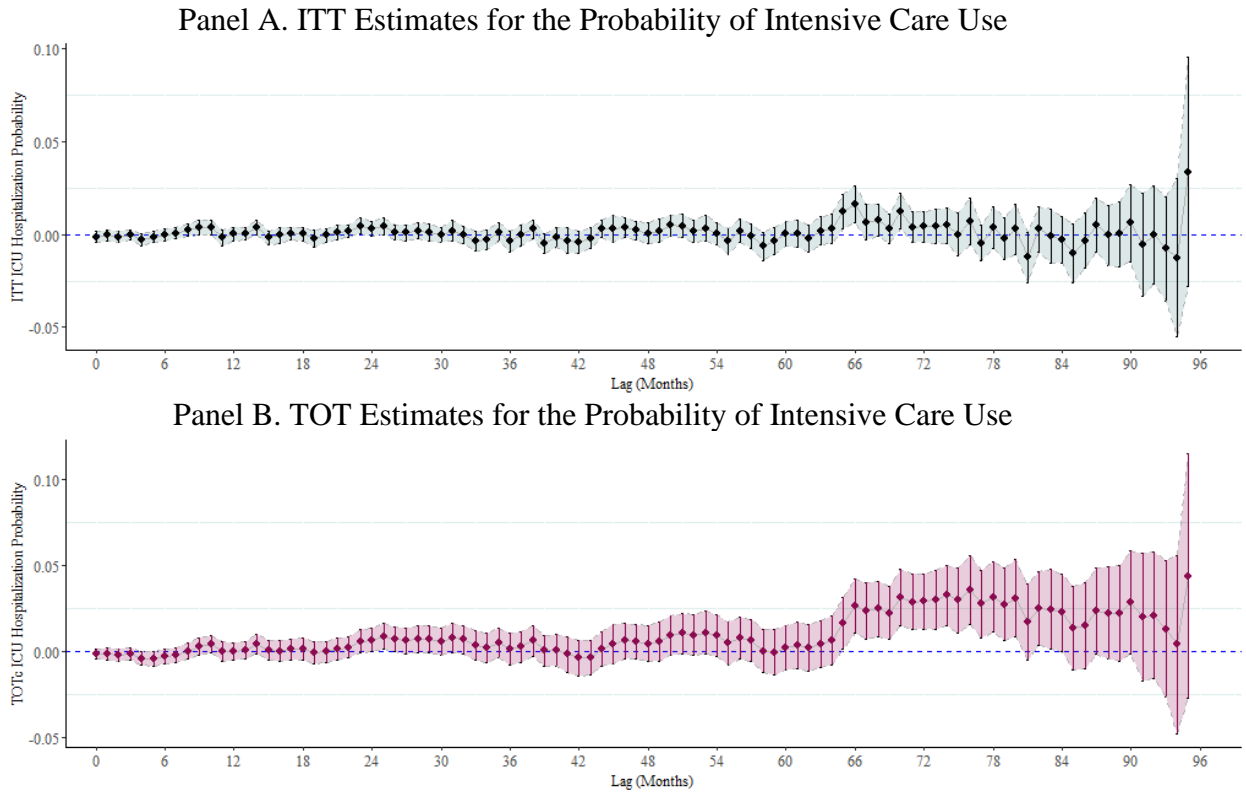 Panel A. ITT Estimates for the Probability of Intensive Care Use
ITT ICU Hospitalization Probability
0.10
0.05
0.00
-0.05
0 6 12 18 24 30 36 42 48 54 60 66 72 78 84 90 96
Lag (Months)
Panel B. TOT Estimates for the Probability of Intensive Care Use
TOTc ICU Hospitalization Probability
0.10
0.05
0.00
-0.05
0 6 12 18 24 30 36 42 48 54 60 66 72 78 84 90 96
Lag (Months)